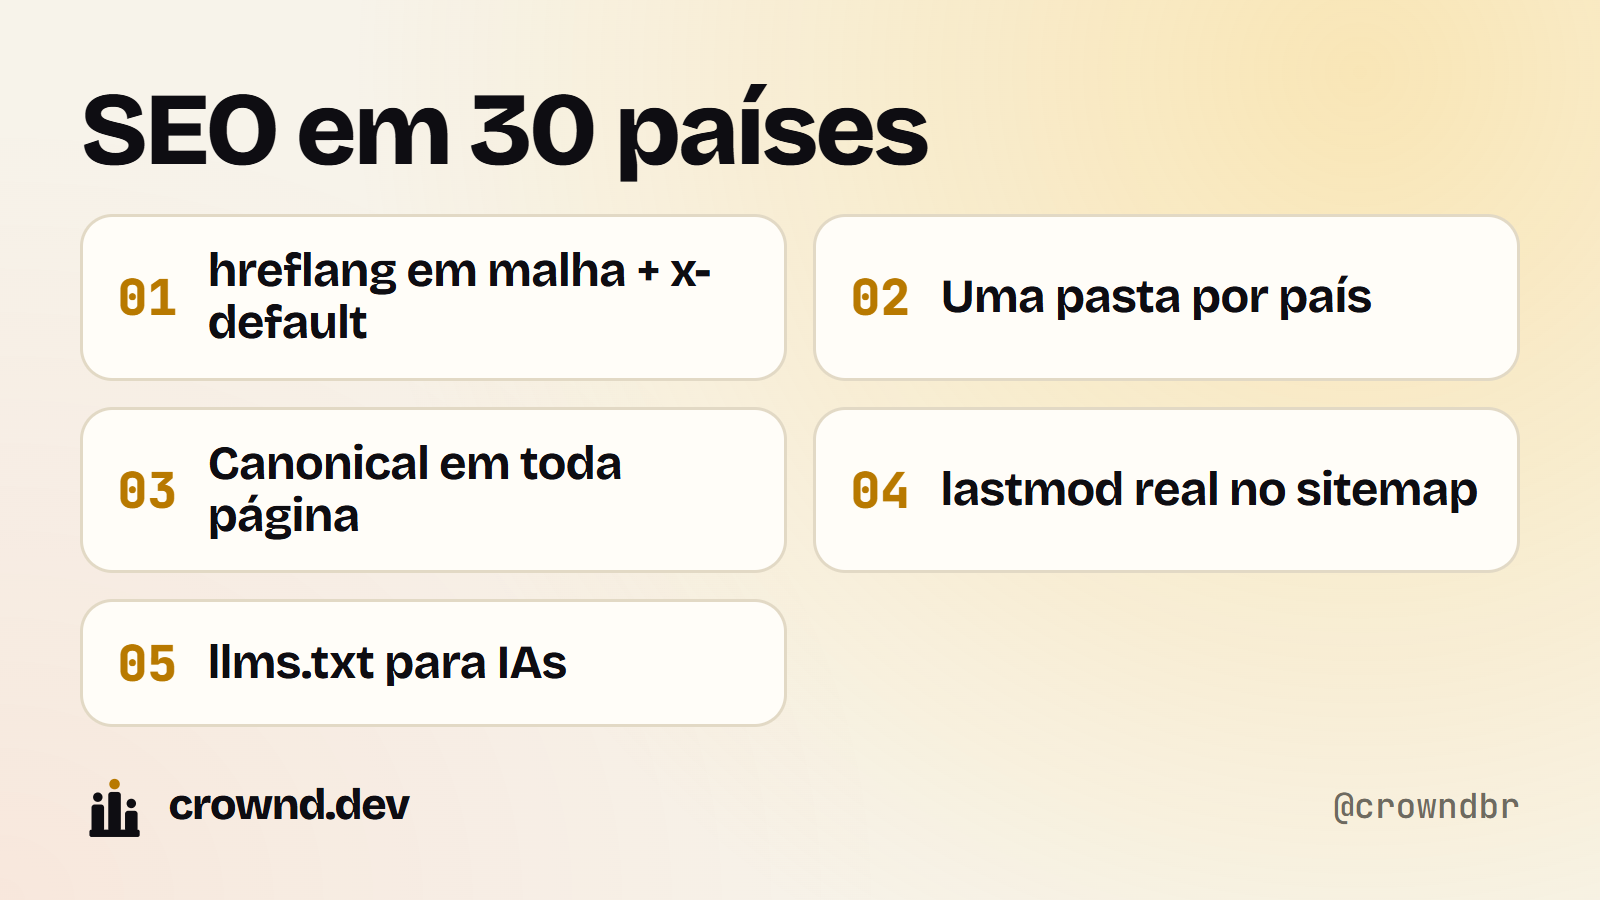 SEO em 30 países
01
hreflang em malha + x-
default
02
Uma pasta por país
03
Canonical em toda
página
04
lastmod real no sitemap
05
llms.txt para IAs
crownd.dev
@crowndbr